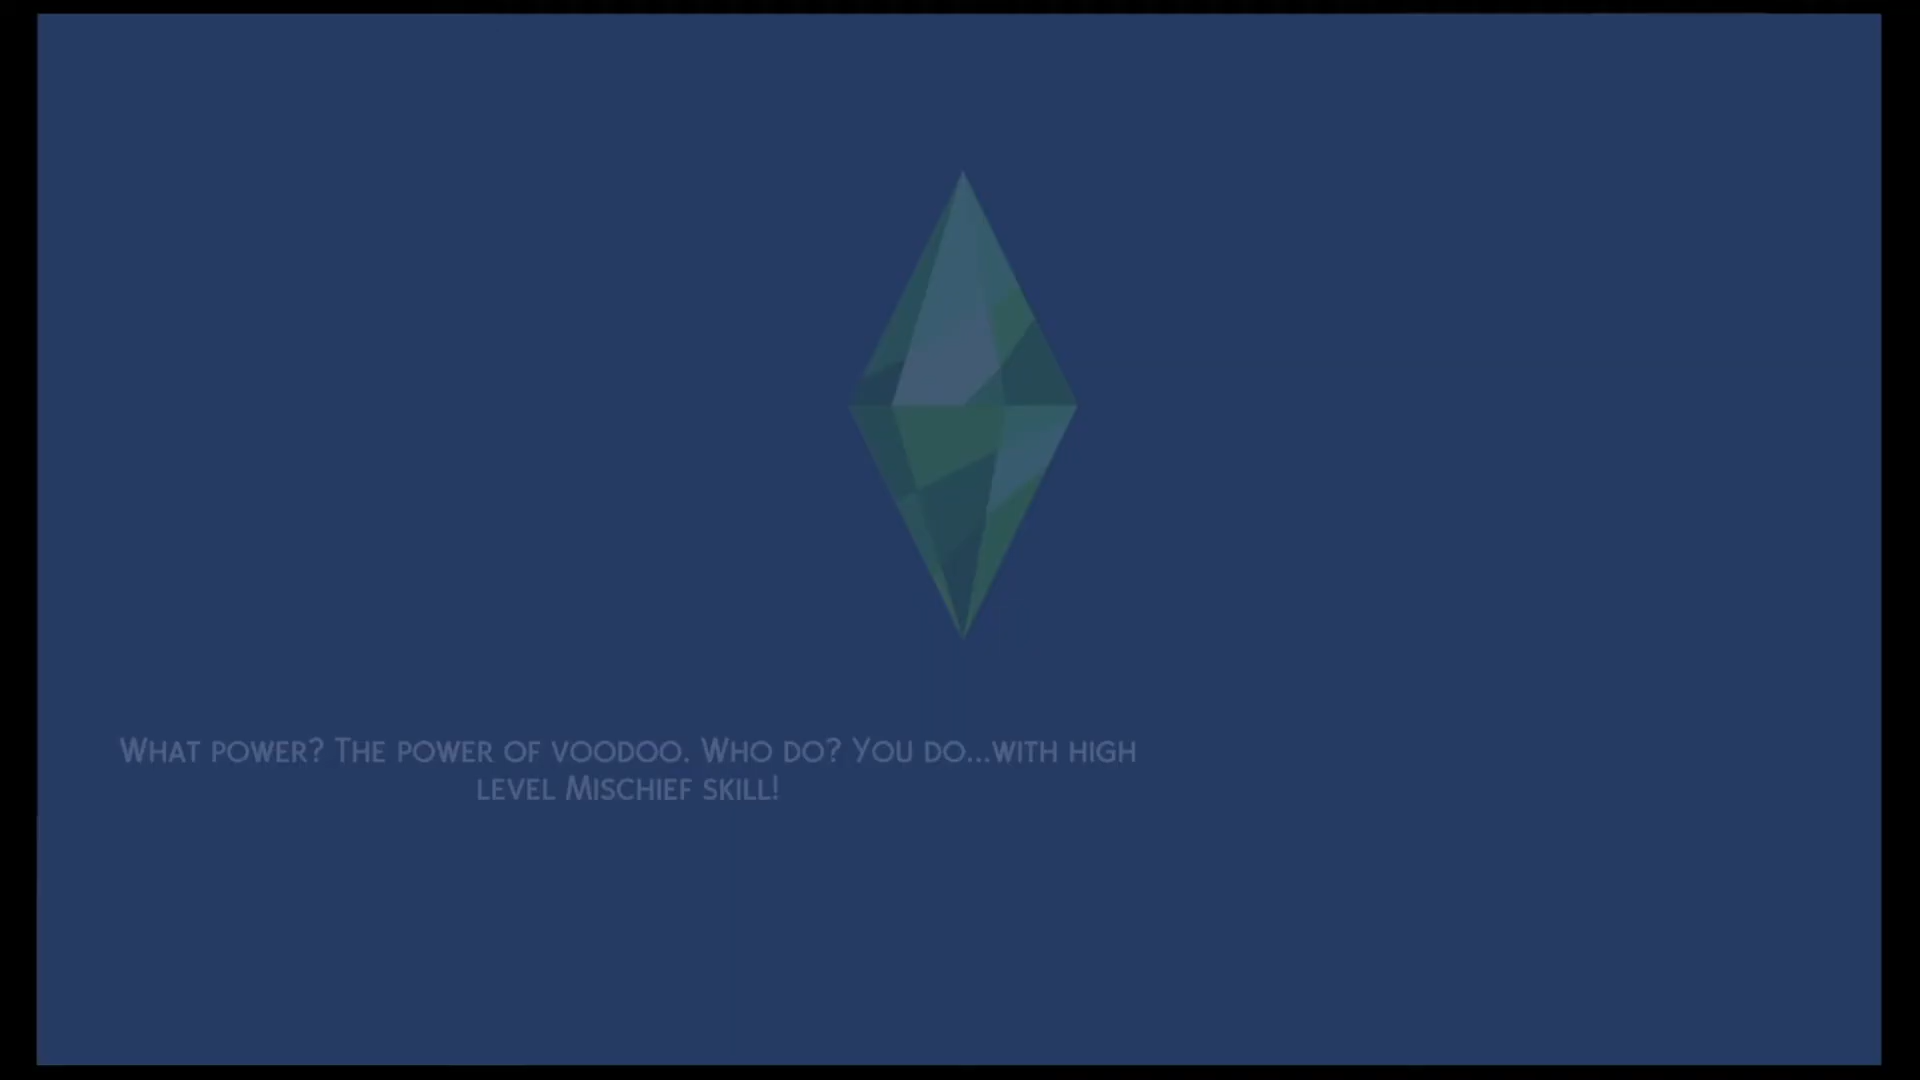 What power? The power of voodoo. Who do? You do...with high
level Mischief skill!